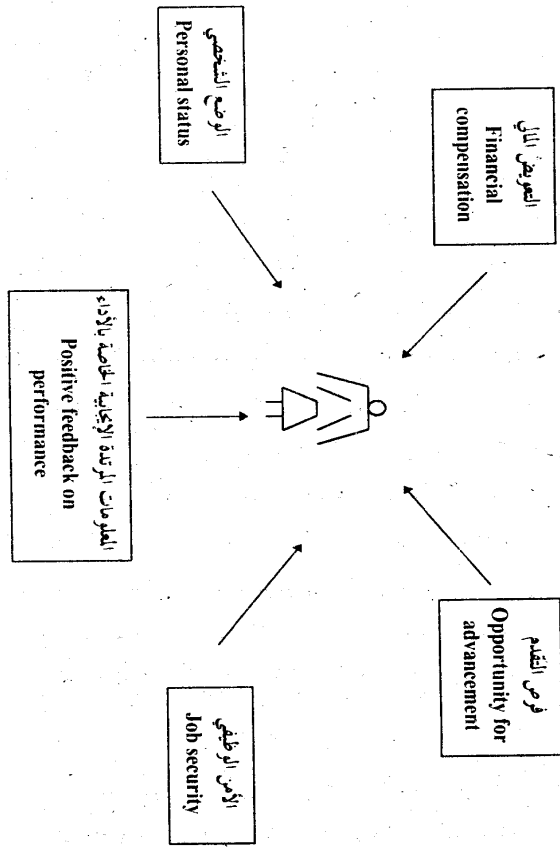 التعويض المالي
Financial
compensation
فرص التقدم
Opportunity for
advancement
الوضع الشخصي
Personal status
الأمن الوظيفي
Job security
المعلومات المرتدة الإيجابية الخاصة بالأداء
Positive feedback on
performance